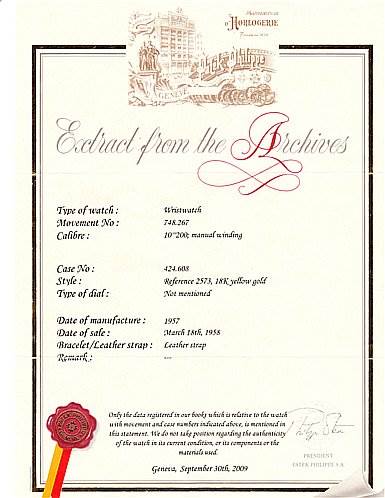 D'HORLOGERIE
GENÈVE
Extract from the Archives
Type of watch : Wristwatch
Movement No : 748.267
Calibre : 10'''200; manual winding
Case No : 424.608
Style : Reference 2573, 18K yellow gold
Type of dial : Not mentioned
Date of manufacture : 1957
Date of sale : March 18th, 1958
Bracelet/Leather strap : Leather strap
Remark : ---
Only the data registered in our books which is relative to the watch
with movement and case numbers indicated above, is mentioned in
this statement. We do not take position regarding the authenticity
of the watch in its current condition, or its components or the
materials used.
PRESIDENT
PATEK PHILIPPE S.A.
Geneva, September 30th, 2009